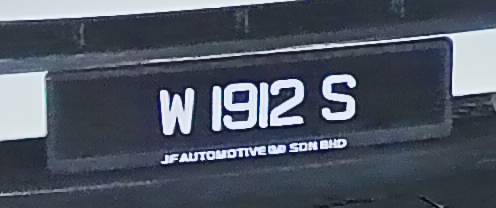 W 1912 S
JF AUTOMOTIVE (M) SDN BHD